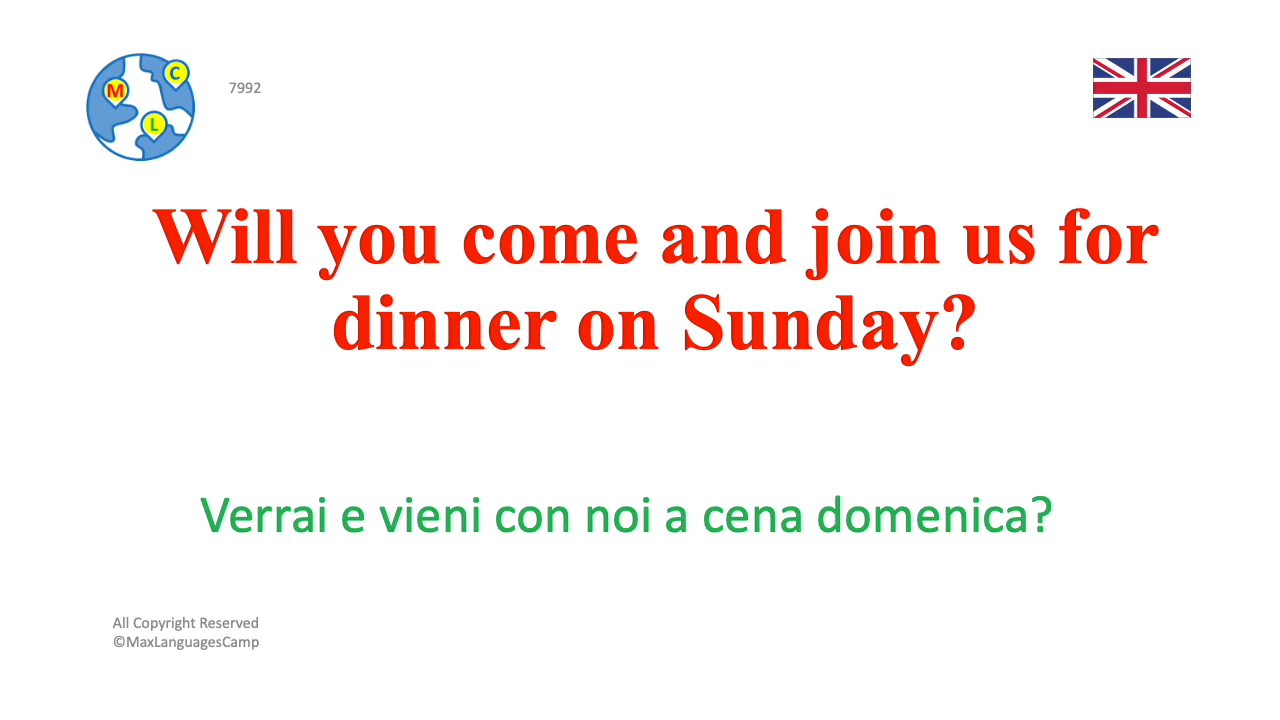 C
M
L
7992
Will you come and join us for
dinner on Sunday?
Verrai e vieni con noi a cena domenica?
All Copyright Reserved
©MaxLanguagesCamp